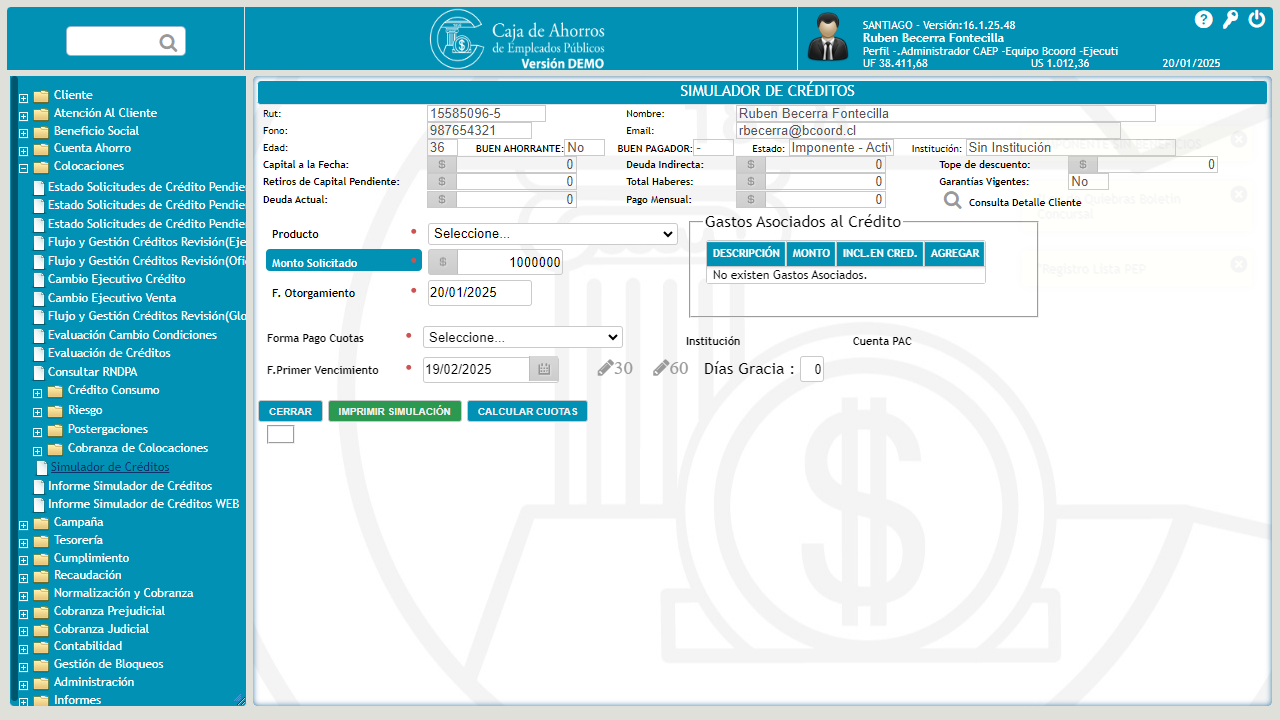 Caja de Ahorros
de Empleados Públicos
Versión DEMO
SANTIAGO - Versión:16.1.25.48
Ruben Becerra Fontecilla
Perfil -.Administrador CAEP -Equipo Bcoord -Ejecuti
UF 38.411,68 US 1.012,36 20/01/2025
Cliente
Atención Al Cliente
Beneficio Social
Cuenta Ahorro
Colocaciones
Estado Solicitudes de Crédito Pendie
Estado Solicitudes de Crédito Pendie
Estado Solicitudes de Crédito Pendie
Flujo y Gestión Créditos Revisión(Eje
Flujo y Gestión Créditos Revisión(Ofi
Cambio Ejecutivo Crédito
Cambio Ejecutivo Venta
Flujo y Gestión Créditos Revisión(Glo
Evaluación Cambio Condiciones
Evaluación de Créditos
Consultar RNDPA
Crédito Consumo
Riesgo
Postergaciones
Cobranza de Colocaciones
Simulador de Créditos
Informe Simulador de Créditos
Informe Simulador de Créditos WEB
Campaña
Tesorería
Cumplimiento
Recaudación
Normalización y Cobranza
Cobranza Prejudicial
Cobranza Judicial
Contabilidad
Gestión de Bloqueos
Administración
Informes
SIMULADOR DE CRÉDITOS
Rut: 15585096-5 Nombre: Ruben Becerra Fontecilla
Fono: 987654321 Email: rbecerra@bcoord.cl
Edad: 36 BUEN AHORRANTE: No BUEN PAGADOR: - Estado: Imponente - Activ Institución: Sin Institución
Capital a la Fecha: $ 0 Deuda Indirecta: $ 0 Tope de descuento: $ 0
Retiros de Capital Pendiente: $ 0 Total Haberes: $ 0 Garantías Vigentes: No
Deuda Actual: $ 0 Pago Mensual: $ 0 Consulta Detalle Cliente
Producto * Seleccione...
Monto Solicitado * $ 1000000
F. Otorgamiento * 20/01/2025
Gastos Asociados al Crédito
DESCRIPCIÓN MONTO INCL.EN CRED. AGREGAR
No existen Gastos Asociados.
Quiebras Boletín
Concursal
Registro Lista PEP
Forma Pago Cuotas * Seleccione... Institución Cuenta PAC
F.Primer Vencimiento * 19/02/2025 30 60 Días Gracia : 0
CERRAR IMPRIMIR SIMULACIÓN CALCULAR CUOTAS